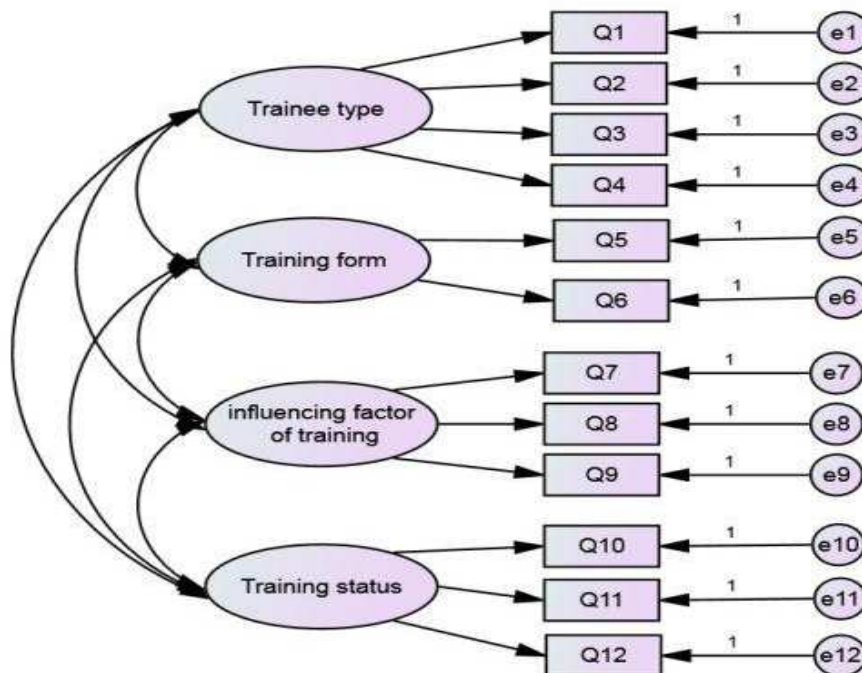 Q1
1
e1
Q2
1
e2
Trainee type
Q3
1
e3
Q4
1
e4
Q5
1
e5
Training form
Q6
1
e6
Q7
1
e7
influencing factor
of training
Q8
1
e8
Q9
1
e9
Q10
1
e10
Training status
Q11
1
e11
Q12
1
e12